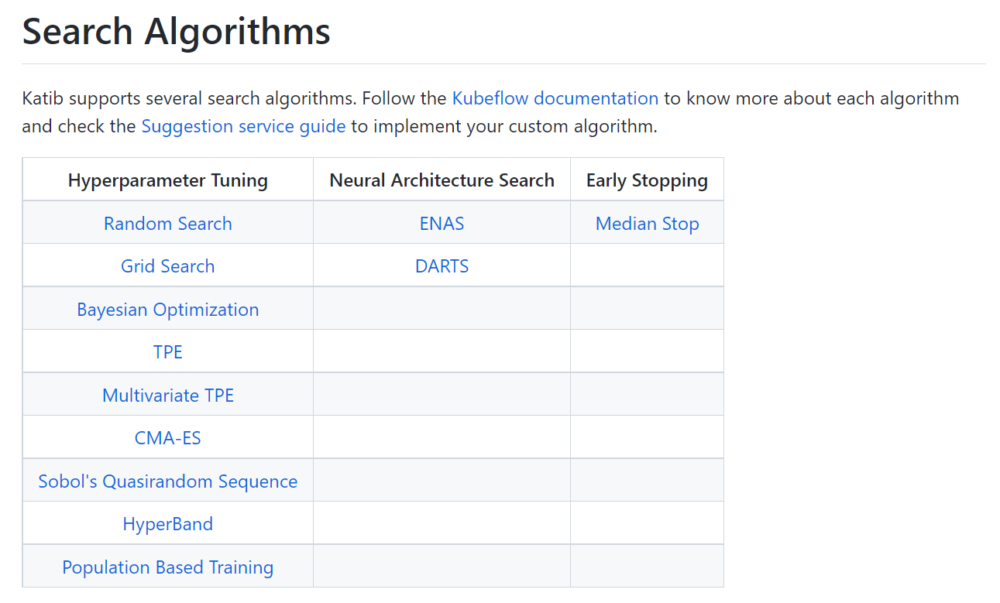 Search Algorithms
Katib supports several search algorithms. Follow the Kubeflow documentation to know more about each algorithm
and check the Suggestion service guide to implement your custom algorithm.
Hyperparameter Tuning Neural Architecture Search Early Stopping
Random Search ENAS Median Stop
Grid Search DARTS
Bayesian Optimization
TPE
Multivariate TPE
CMA-ES
Sobol's Quasirandom Sequence
HyperBand
Population Based Training